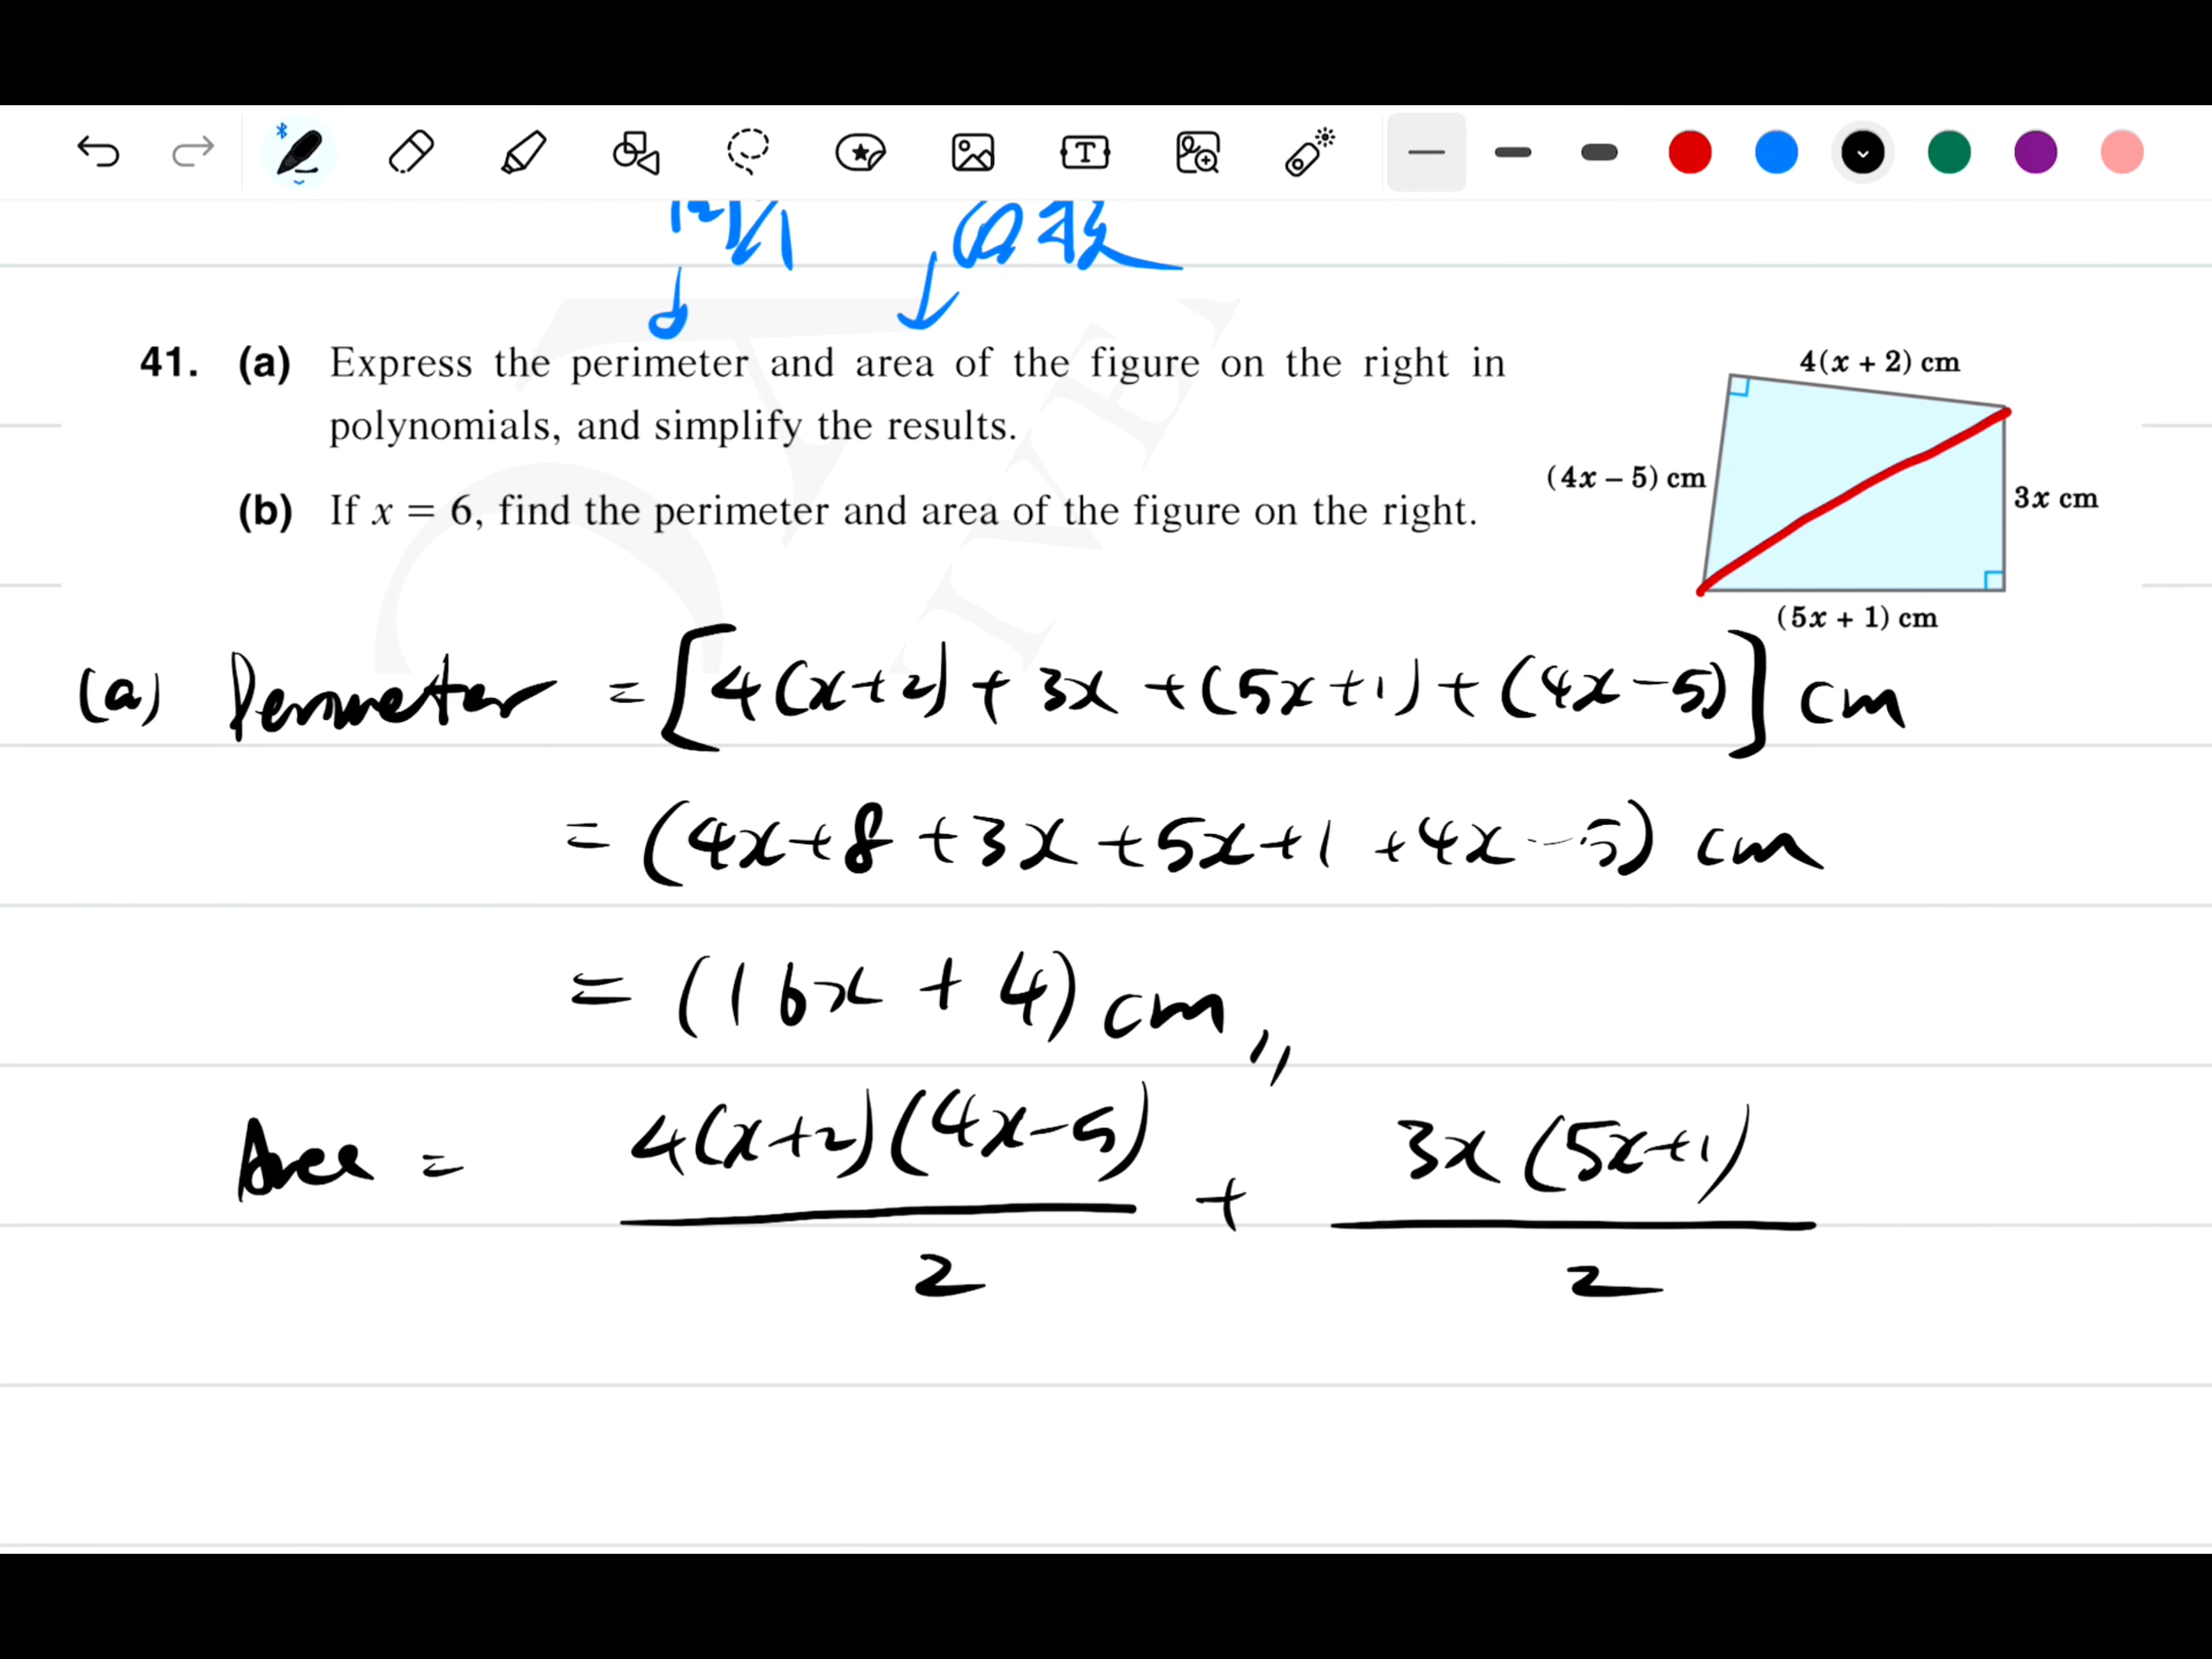 41. (a) Express the perimeter and area of the figure on the right in
polynomials, and simplify the results.
(b) If x = 6, find the perimeter and area of the figure on the right.
4(x + 2) cm
(4x – 5) cm
3x cm
(5x + 1) cm
(a) Perimeter = [4(x+2) + 3x + (5x+1) + (4x-5)] cm
= (4x+8 +3x +5x+1 +4x-5) cm
= (16x + 4) cm
Area = 4(x+2)(4x-5)/2 + 3x(5x+1)/2